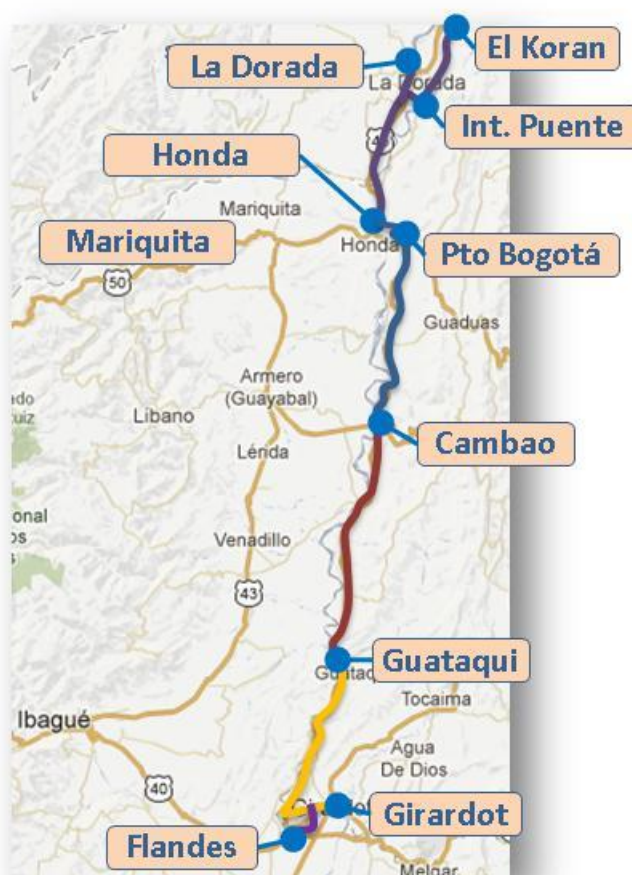 El Koran
La Dorada
La Dorada
Int. Puente
Honda
Mariquita
Mariquita
Honda
Pto Bogotá
50
Guaduas
Armero
(Guayabal)
Libano
Cambao
Lérida
Venadillo
43
Guataqui
Tocaima
Ibagué
Agua
De Dios
40
Girardot
Flandes
Melgar